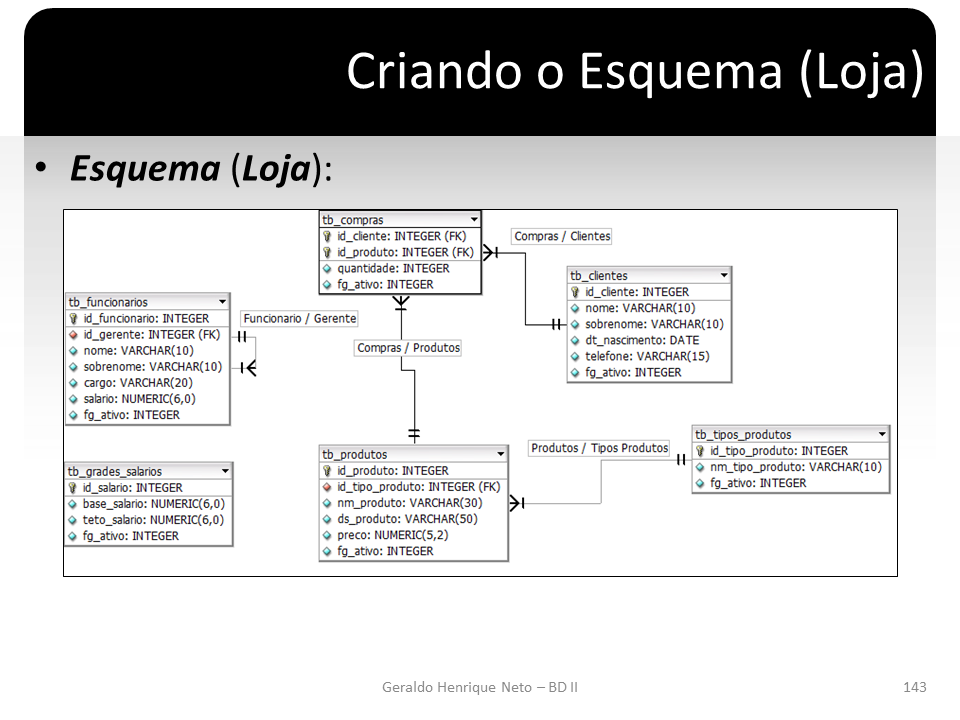 Criando o Esquema (Loja)
• Esquema (Loja):
tb_compras
id_cliente: INTEGER (FK)
id_produto: INTEGER (FK)
quantidade: INTEGER
fg_ativo: INTEGER
Compras / Clientes
tb_clientes
id_cliente: INTEGER
nome: VARCHAR(10)
sobrenome: VARCHAR(10)
dt_nascimento: DATE
telefone: VARCHAR(15)
fg_ativo: INTEGER
tb_funcionarios
id_funcionario: INTEGER
id_gerente: INTEGER (FK)
nome: VARCHAR(10)
sobrenome: VARCHAR(10)
cargo: VARCHAR(20)
salario: NUMERIC(6,0)
fg_ativo: INTEGER
Funcionario / Gerente
Compras / Produtos
tb_grades_salarios
id_salario: INTEGER
base_salario: NUMERIC(6,0)
teto_salario: NUMERIC(6,0)
fg_ativo: INTEGER
tb_produtos
id_produto: INTEGER
id_tipo_produto: INTEGER (FK)
nm_produto: VARCHAR(30)
ds_produto: VARCHAR(50)
preco: NUMERIC(5,2)
fg_ativo: INTEGER
Produtos / Tipos Produtos
tb_tipos_produtos
id_tipo_produto: INTEGER
nm_tipo_produto: VARCHAR(10)
fg_ativo: INTEGER
Geraldo Henrique Neto – BD II
143